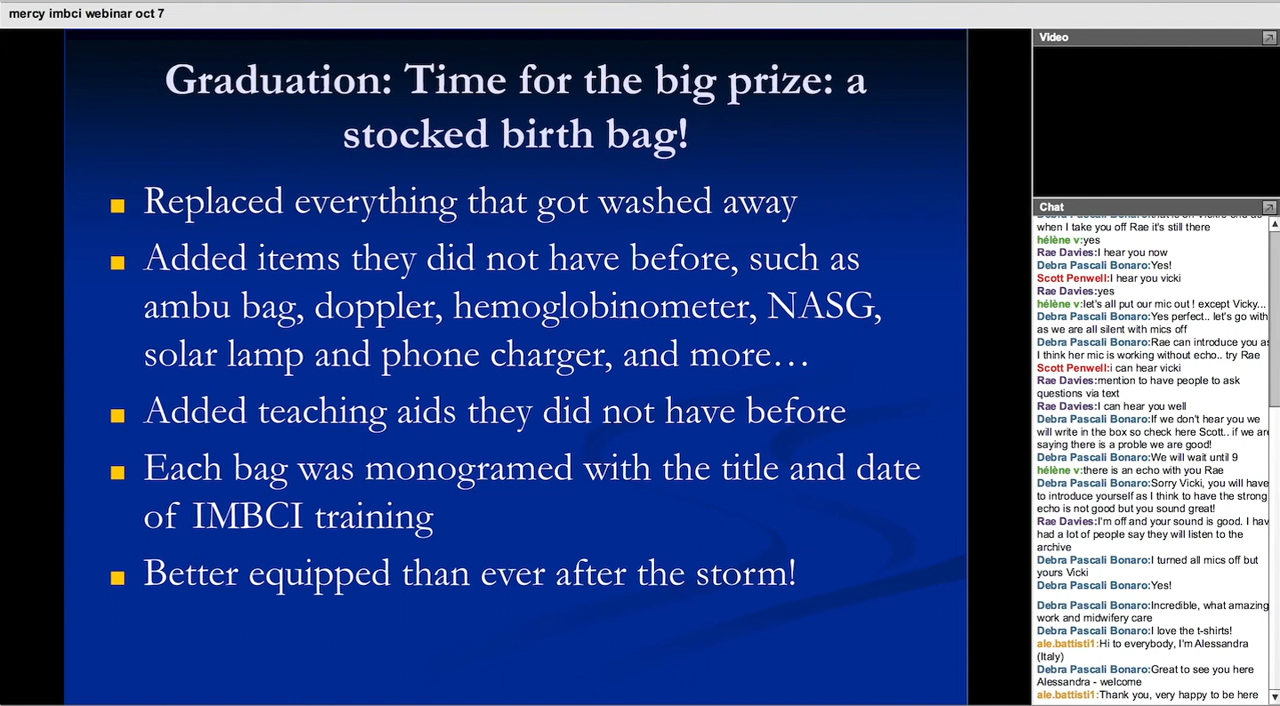 mercy imbci webinar oct 7
Graduation: Time for the big prize: a
stocked birth bag!
Replaced everything that got washed away
Added items they did not have before, such as
ambu bag, doppler, hemoglobinometer, NASG,
solar lamp and phone charger, and more…
Added teaching aids they did not have before
Each bag was monogramed with the title and date
of IMBCI training
Better equipped than ever after the storm!
Video
Chat
when I take you off Rae it's still there
hélène v:yes
Rae Davies:I hear you now
Debra Pascali Bonaro:Yes!
Scott Penwell:I hear you vicki
Rae Davies:yes
hélène v:let's all put our mic out ! except Vicky...
Debra Pascali Bonaro:Yes perfect.. let's go with
as we are all silent with mics off
Debra Pascali Bonaro:Rae can introduce you as
I think her mic is working without echo.. try Rae
Scott Penwell:i can hear vicki
Rae Davies:mention to have people to ask
questions via text
Rae Davies:I can hear you well
Debra Pascali Bonaro:If we don't hear you we
will write in the box so check here Scott.. if we are
saying there is a proble we are good!
Debra Pascali Bonaro:We will wait until 9
hélène v:there is an echo with you Rae
Debra Pascali Bonaro:Sorry Vicki, you will have
to introduce yourself as I think to have the strong
echo is not good but you sound great!
Rae Davies:I'm off and your sound is good. I hav
had a lot of people say they will listen to the
archive
Debra Pascali Bonaro:I turned all mics off but
yours Vicki
Debra Pascali Bonaro:Yes!
Debra Pascali Bonaro:Incredible, what amazing
work and midwifery care
Debra Pascali Bonaro:I love the t-shirts!
ale.battisti1:Hi to everybody, I'm Alessandra
(Italy)
Debra Pascali Bonaro:Great to see you here
Alessandra - welcome
ale.battisti1:Thank you, very happy to be here